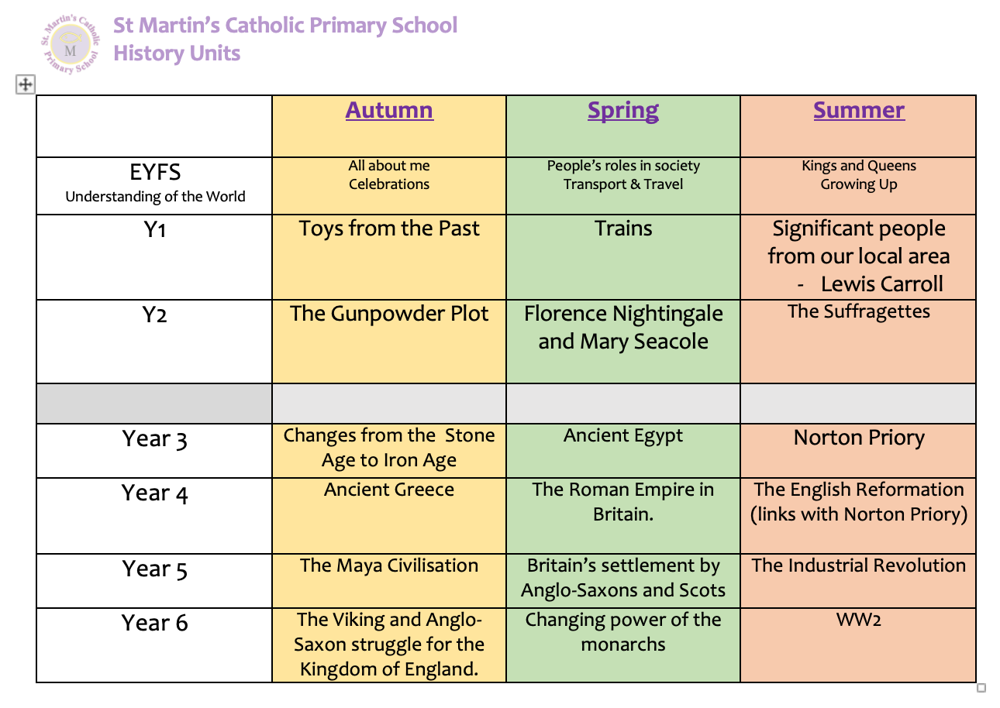 St. Martin's Catholic
M
Primary School
St Martin's Catholic Primary School
History Units
Autumn
Spring
Summer
EYFS
Understanding of the World
All about me
Celebrations
People's roles in society
Transport & Travel
Kings and Queens
Growing Up
Y1
Toys from the Past
Trains
Significant people
from our local area
- Lewis Carroll
Y2
The Gunpowder Plot
Florence Nightingale
and Mary Seacole
The Suffragettes
Year 3
Changes from the Stone
Age to Iron Age
Ancient Egypt
Norton Priory
Year 4
Ancient Greece
The Roman Empire in
Britain.
The English Reformation
(links with Norton Priory)
Year 5
The Maya Civilisation
Britain's settlement by
Anglo-Saxons and Scots
The Industrial Revolution
Year 6
The Viking and Anglo-
Saxon struggle for the
Kingdom of England.
Changing power of the
monarchs
WW2